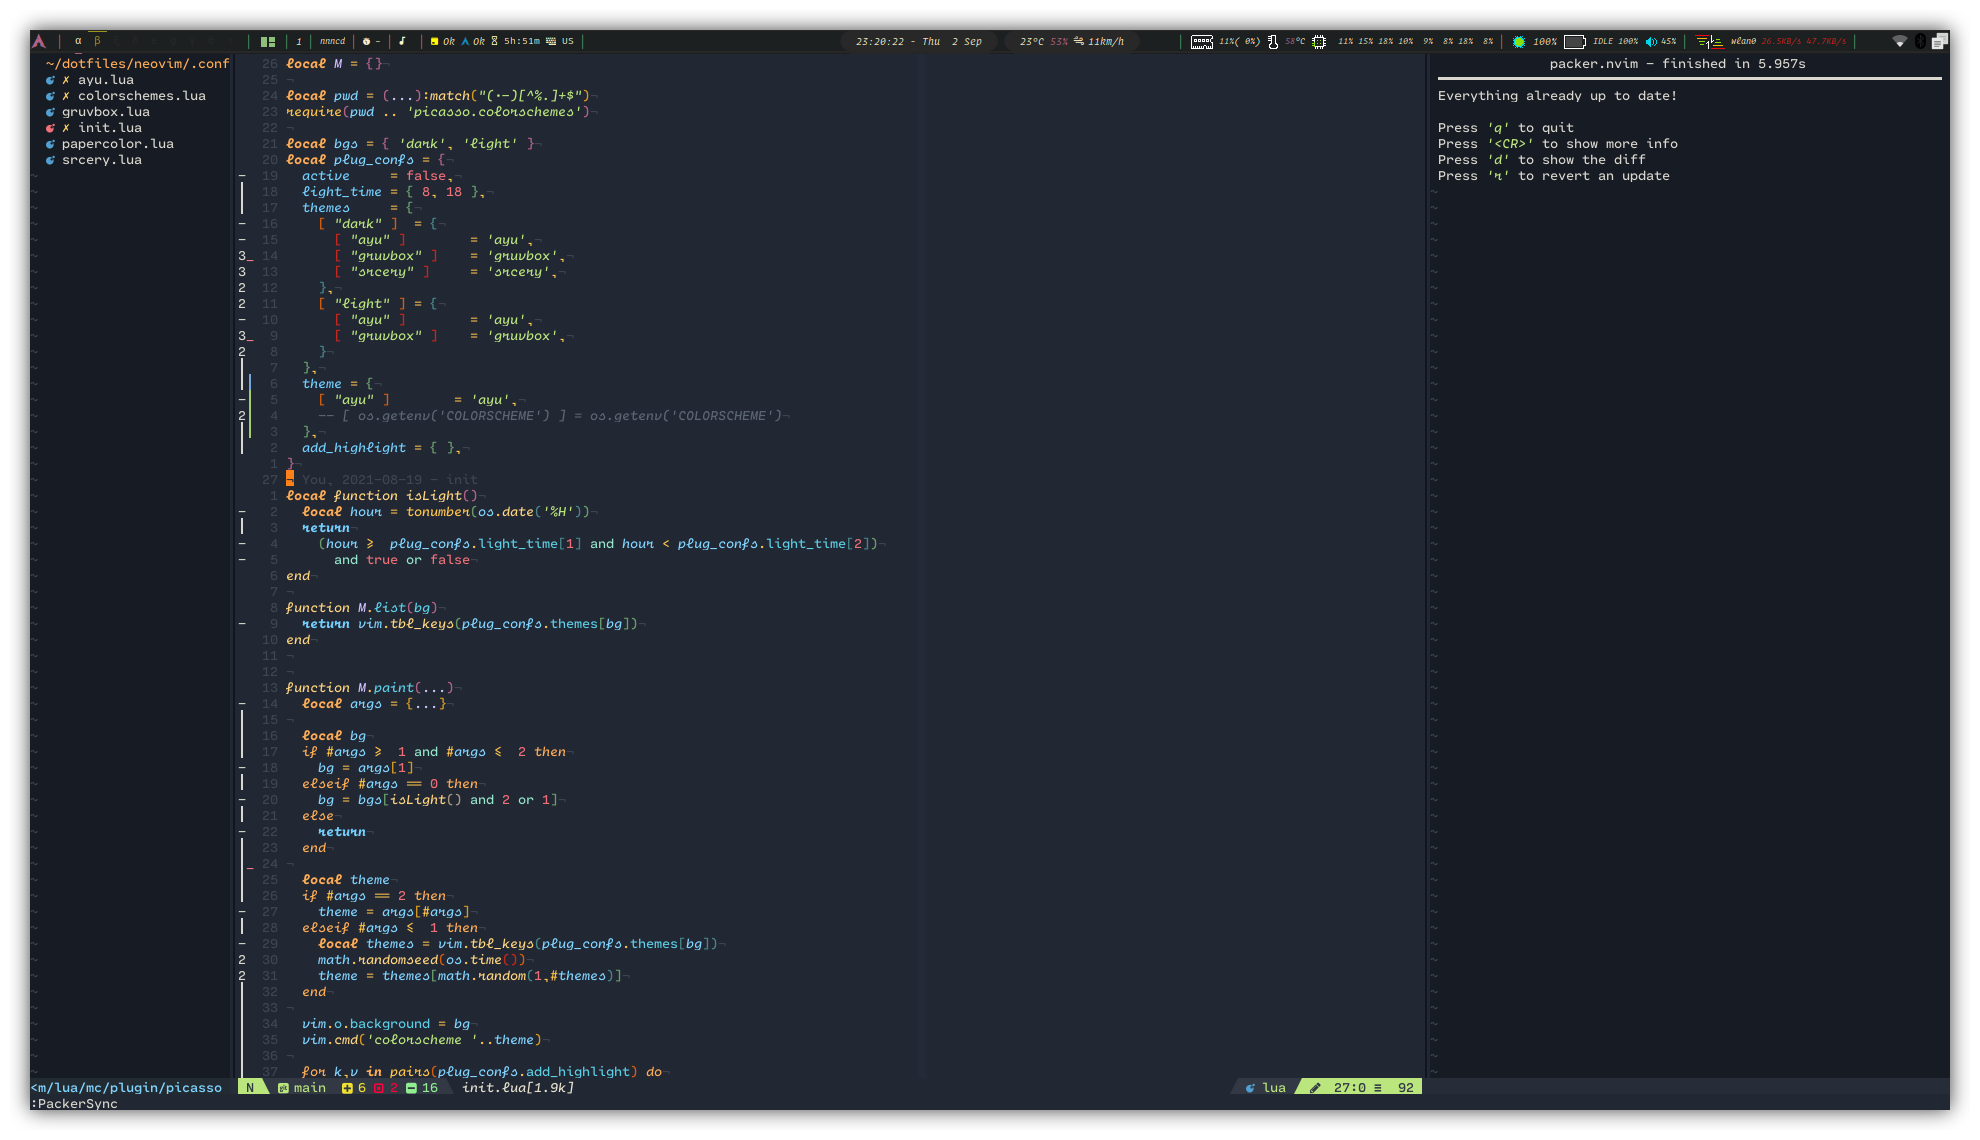 α β 1 nnncd - Ok Ok 5h:51m US 23:20:22 - Thu 2 Sep 23°C 53% 11km/h 11%( 0%) 58°C 11% 15% 18% 10% 9% 8% 18% 8% 100% IDLE 100% 45% wlan0 26.5KB/s 47.7KB/s
~/dotfiles/neovim/.conf
✗ ayu.lua
✗ colorschemes.lua
gruvbox.lua
✗ init.lua
papercolor.lua
srcery.lua
26 local M = {}¬
25 ¬
24 local pwd = (...):match("(.-)[^%.]+$")¬
23 require(pwd .. 'picasso.colorschemes')¬
22 ¬
21 local bgs = { 'dark', 'light' }¬
20 local plug_confs = {¬
– 19 active = false,¬
18 light_time = { 8, 18 },¬
17 themes = {¬
– 16 [ "dark" ] = {¬
– 15 [ "ayu" ] = 'ayu',¬
3_ 14 [ "gruvbox" ] = 'gruvbox',¬
3 13 [ "srcery" ] = 'srcery',¬
2 12 },¬
2 11 [ "light" ] = {¬
– 10 [ "ayu" ] = 'ayu',¬
3_ 9 [ "gruvbox" ] = 'gruvbox',¬
2 8 }¬
7 },¬
6 theme = {¬
– 5 [ "ayu" ] = 'ayu',¬
2 4 -- [ os.getenv('COLORSCHEME') ] = os.getenv('COLORSCHEME')¬
3 },¬
2 add_highlight = { },¬
1 }¬
27 ¬ You, 2021-08-19 - init
1 local function isLight()¬
– 2 local hour = tonumber(os.date('%H'))¬
3 return¬
– 4 (hour ≥ plug_confs.light_time[1] and hour < plug_confs.light_time[2])¬
– 5 and true or false¬
6 end¬
7 ¬
8 function M.list(bg)¬
– 9 return vim.tbl_keys(plug_confs.themes[bg])¬
10 end¬
11 ¬
12 ¬
13 function M.paint(...)¬
– 14 local args = {...}¬
15 ¬
16 local bg¬
17 if #args ≥ 1 and #args ≤ 2 then¬
– 18 bg = args[1]¬
19 elseif #args == 0 then¬
– 20 bg = bgs[isLight() and 2 or 1]¬
21 else¬
– 22 return¬
23 end¬
24 ¬
25 local theme¬
26 if #args == 2 then¬
– 27 theme = args[#args]¬
28 elseif #args ≤ 1 then¬
– 29 local themes = vim.tbl_keys(plug_confs.themes[bg])¬
2 30 math.randomseed(os.time())¬
2 31 theme = themes[math.random(1,#themes)]¬
32 end¬
33 ¬
34 vim.o.background = bg¬
35 vim.cmd('colorscheme '..theme)¬
36 ¬
37 for k,v in pairs(plug_confs.add_highlight) do¬
packer.nvim - finished in 5.957s
Everything already up to date!
Press 'q' to quit
Press '<CR>' to show more info
Press 'd' to show the diff
Press 'r' to revert an update
<m/lua/mc/plugin/picasso N main 6 2 16 init.lua[1.9k] lua 27:0 ≡ 92
:PackerSync